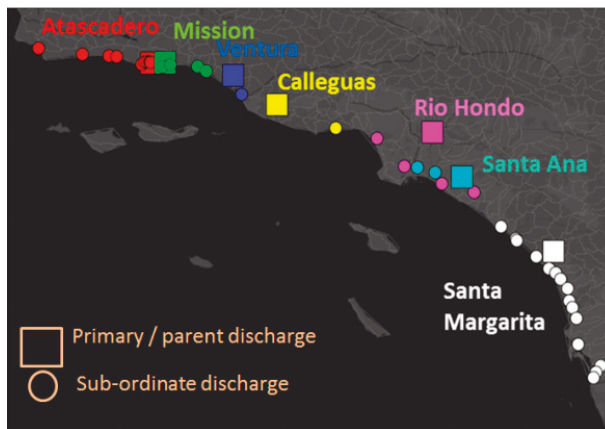 Atascadero
Mission
Ventura
Calleguas
Rio Hondo
Santa Ana
Santa
Margarita
Primary / parent discharge
Sub-ordinate discharge